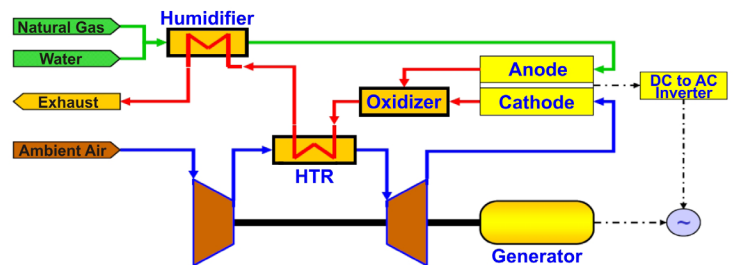 Humidifier
Natural Gas
Water
Exhaust
Ambient Air
HTR
Oxidizer
Anode
Cathode
DC to AC
Inverter
Generator
~